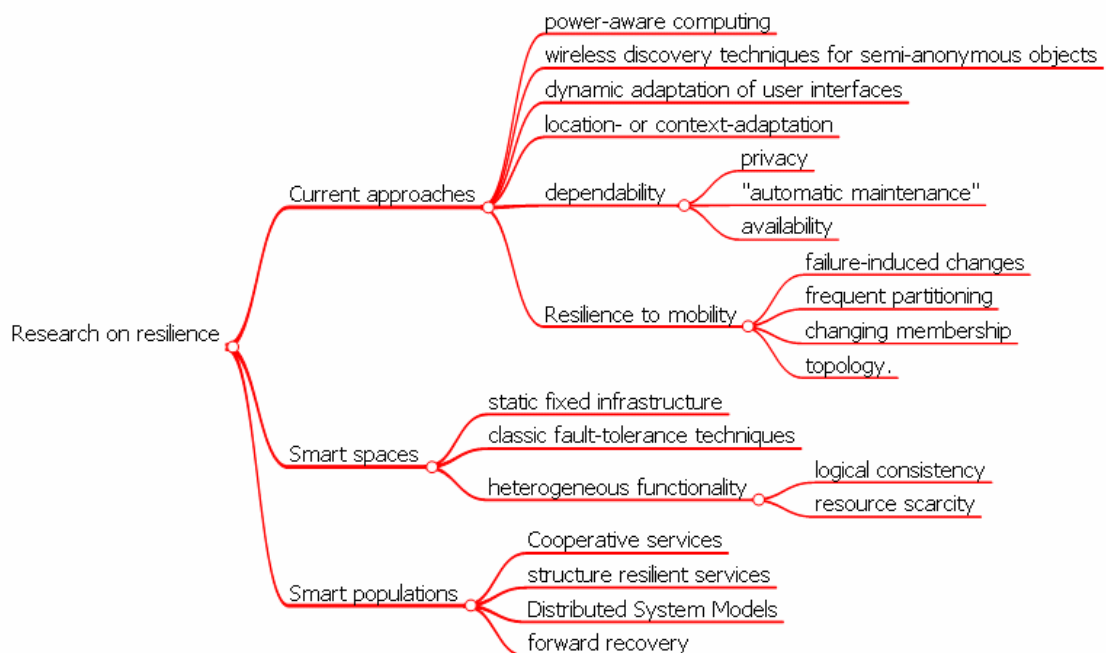 power-aware computing
wireless discovery techniques for semi-anonymous objects
dynamic adaptation of user interfaces
location- or context-adaptation
privacy
Current approaches
dependability
"automatic maintenance"
availability
failure-induced changes
frequent partitioning
Resilience to mobility
changing membership
Research on resilience
topology.
static fixed infrastructure
classic fault-tolerance techniques
Smart spaces
logical consistency
heterogeneous functionality
resource scarcity
Cooperative services
structure resilient services
Smart populations
Distributed System Models
forward recovery